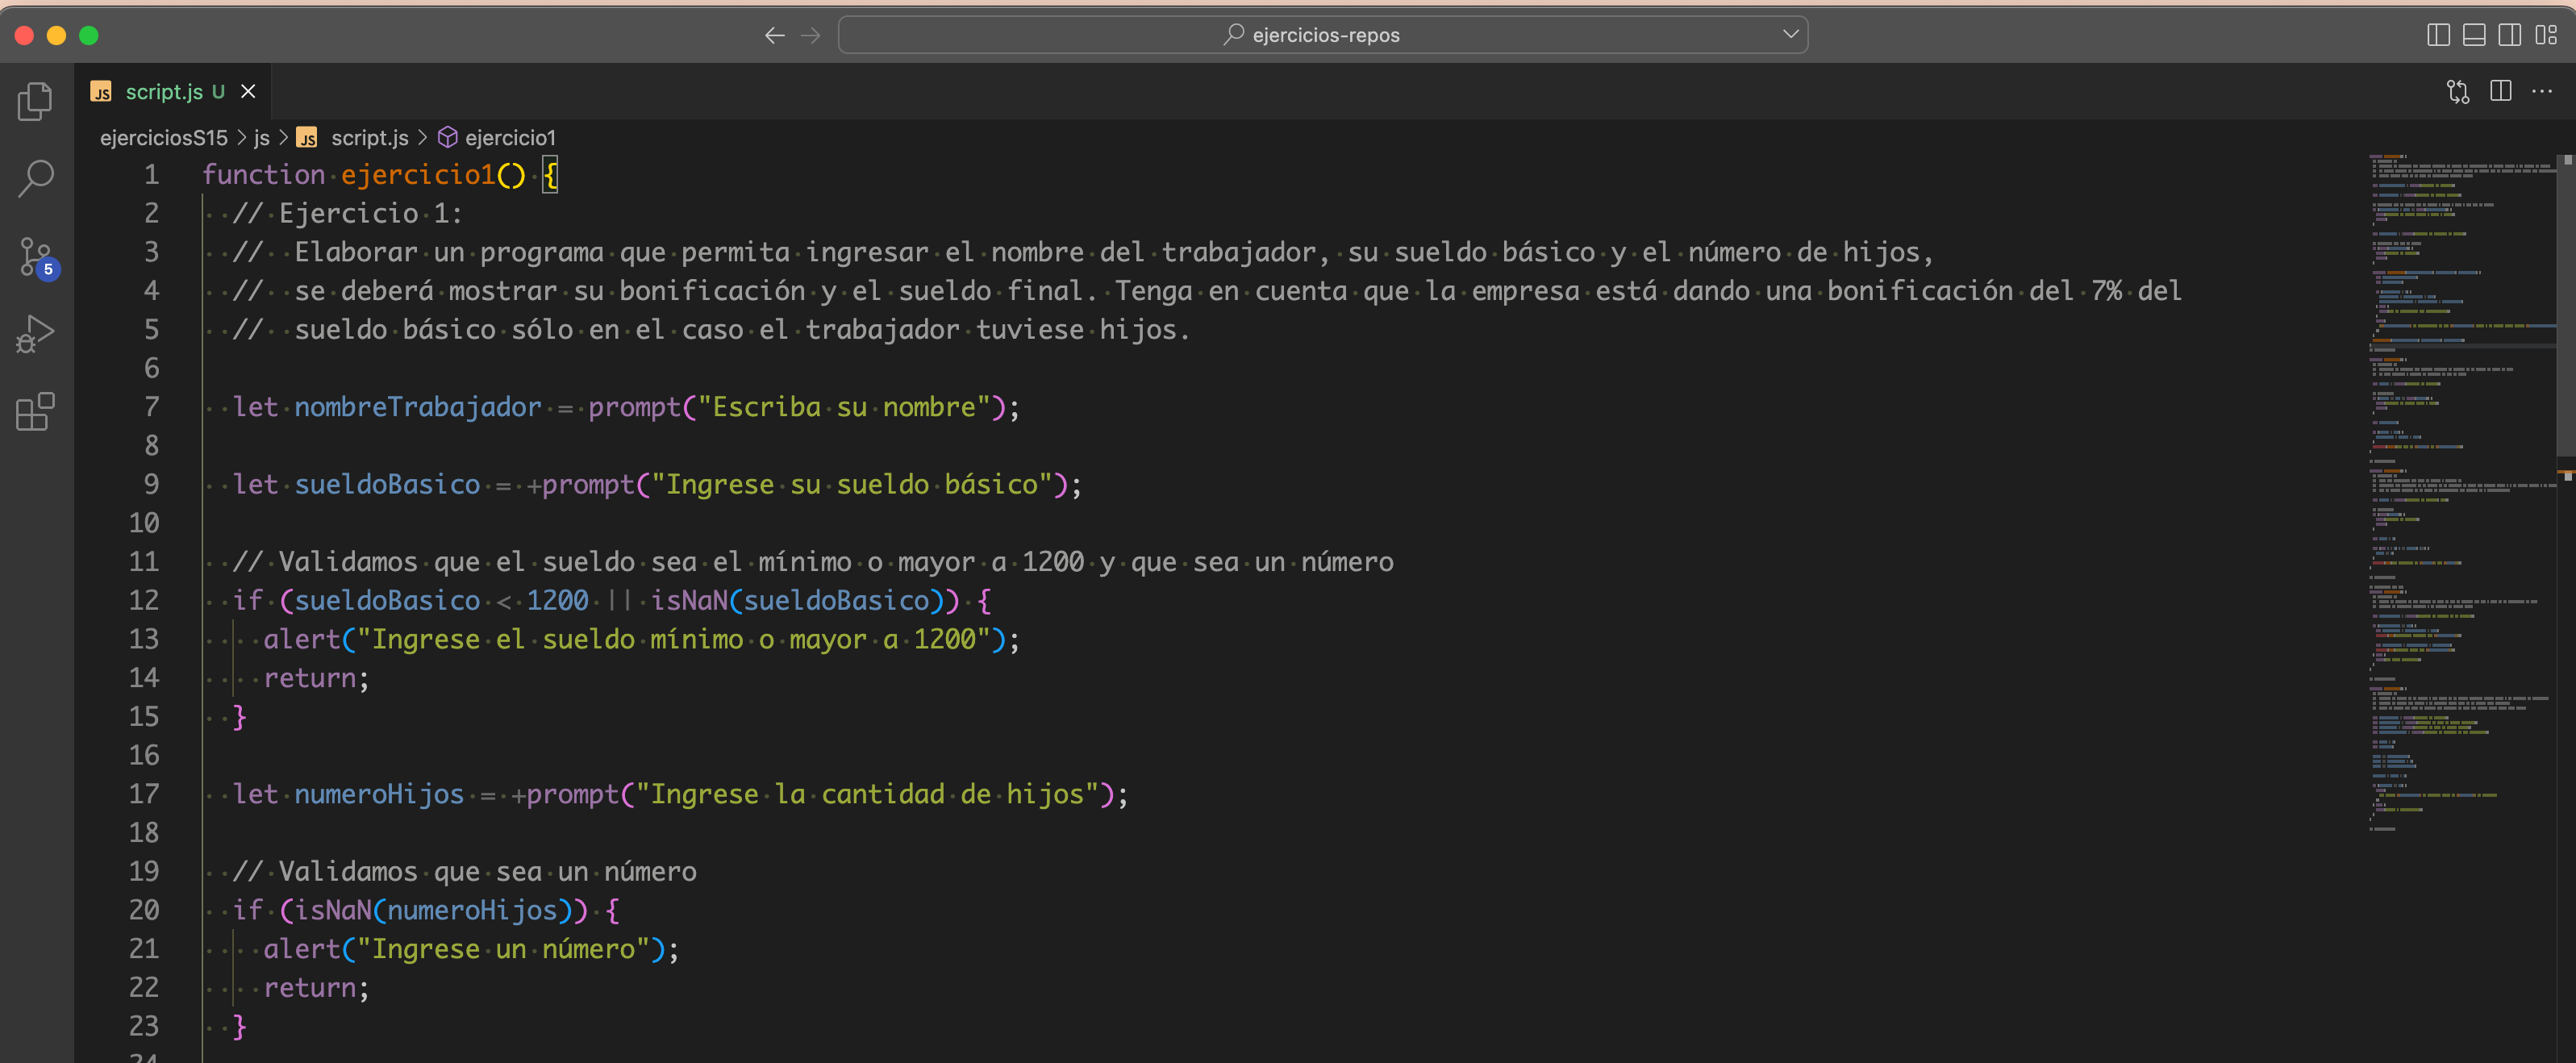 ejercicios-repos
JS script.js U
ejerciciosS15 > js > JS script.js > ejercicio1
5
1 function ejercicio1() {
2 // Ejercicio 1:
3 // Elaborar un programa que permita ingresar el nombre del trabajador, su sueldo básico y el número de hijos,
4 // se deberá mostrar su bonificación y el sueldo final. Tenga en cuenta que la empresa está dando una bonificación del 7% del
5 // sueldo básico sólo en el caso el trabajador tuviese hijos.
6
7 let nombreTrabajador = prompt("Escriba su nombre");
8
9 let sueldoBasico = +prompt("Ingrese su sueldo básico");
10
11 // Validamos que el sueldo sea el mínimo o mayor a 1200 y que sea un número
12 if (sueldoBasico < 1200 || isNaN(sueldoBasico)) {
13 alert("Ingrese el sueldo mínimo o mayor a 1200");
14 return;
15 }
16
17 let numeroHijos = +prompt("Ingrese la cantidad de hijos");
18
19 // Validamos que sea un número
20 if (isNaN(numeroHijos)) {
21 alert("Ingrese un número");
22 return;
23 }
24